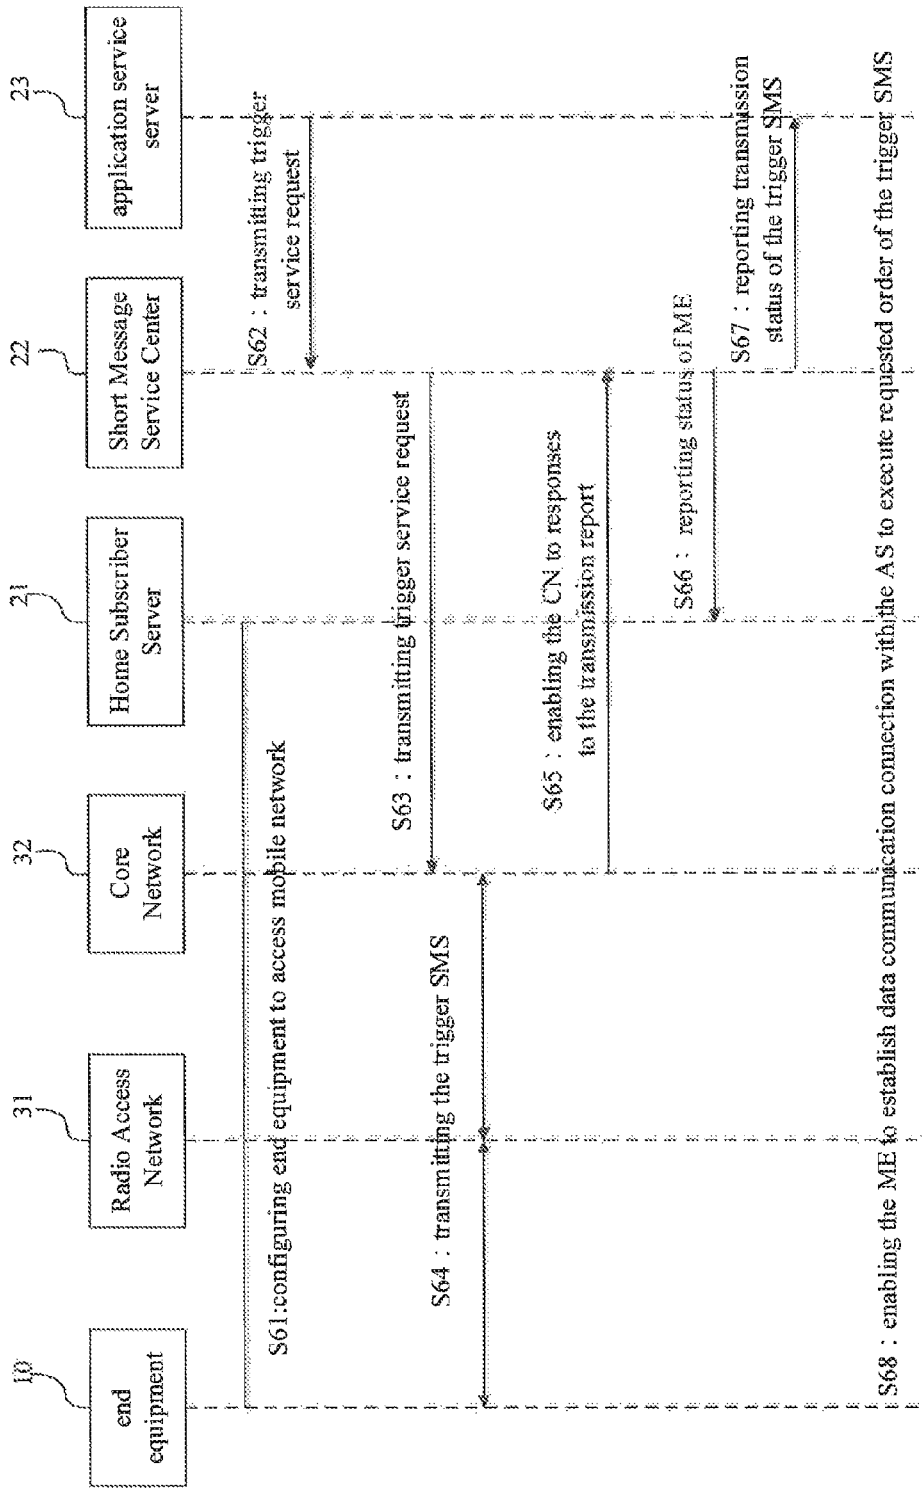 10
end
equipment
31
Radio Access
Network
32
Core
Network
21
Home Subscriber
Server
22
Short Message
Service Center
23
application service
server
S61:configuring end equipment to access mobile network
S62 : transmitting trigger
service request
S63 : transmitting trigger service request
S64 : transmitting the trigger SMS
S65 : enabling the CN to responses
to the transmission report
S66 : reporting status of ME
S67 : reporting transmission
status of the trigger SMS
S68 : enabling the ME to establish data communication connection with the AS to execute requested order of the trigger SMS